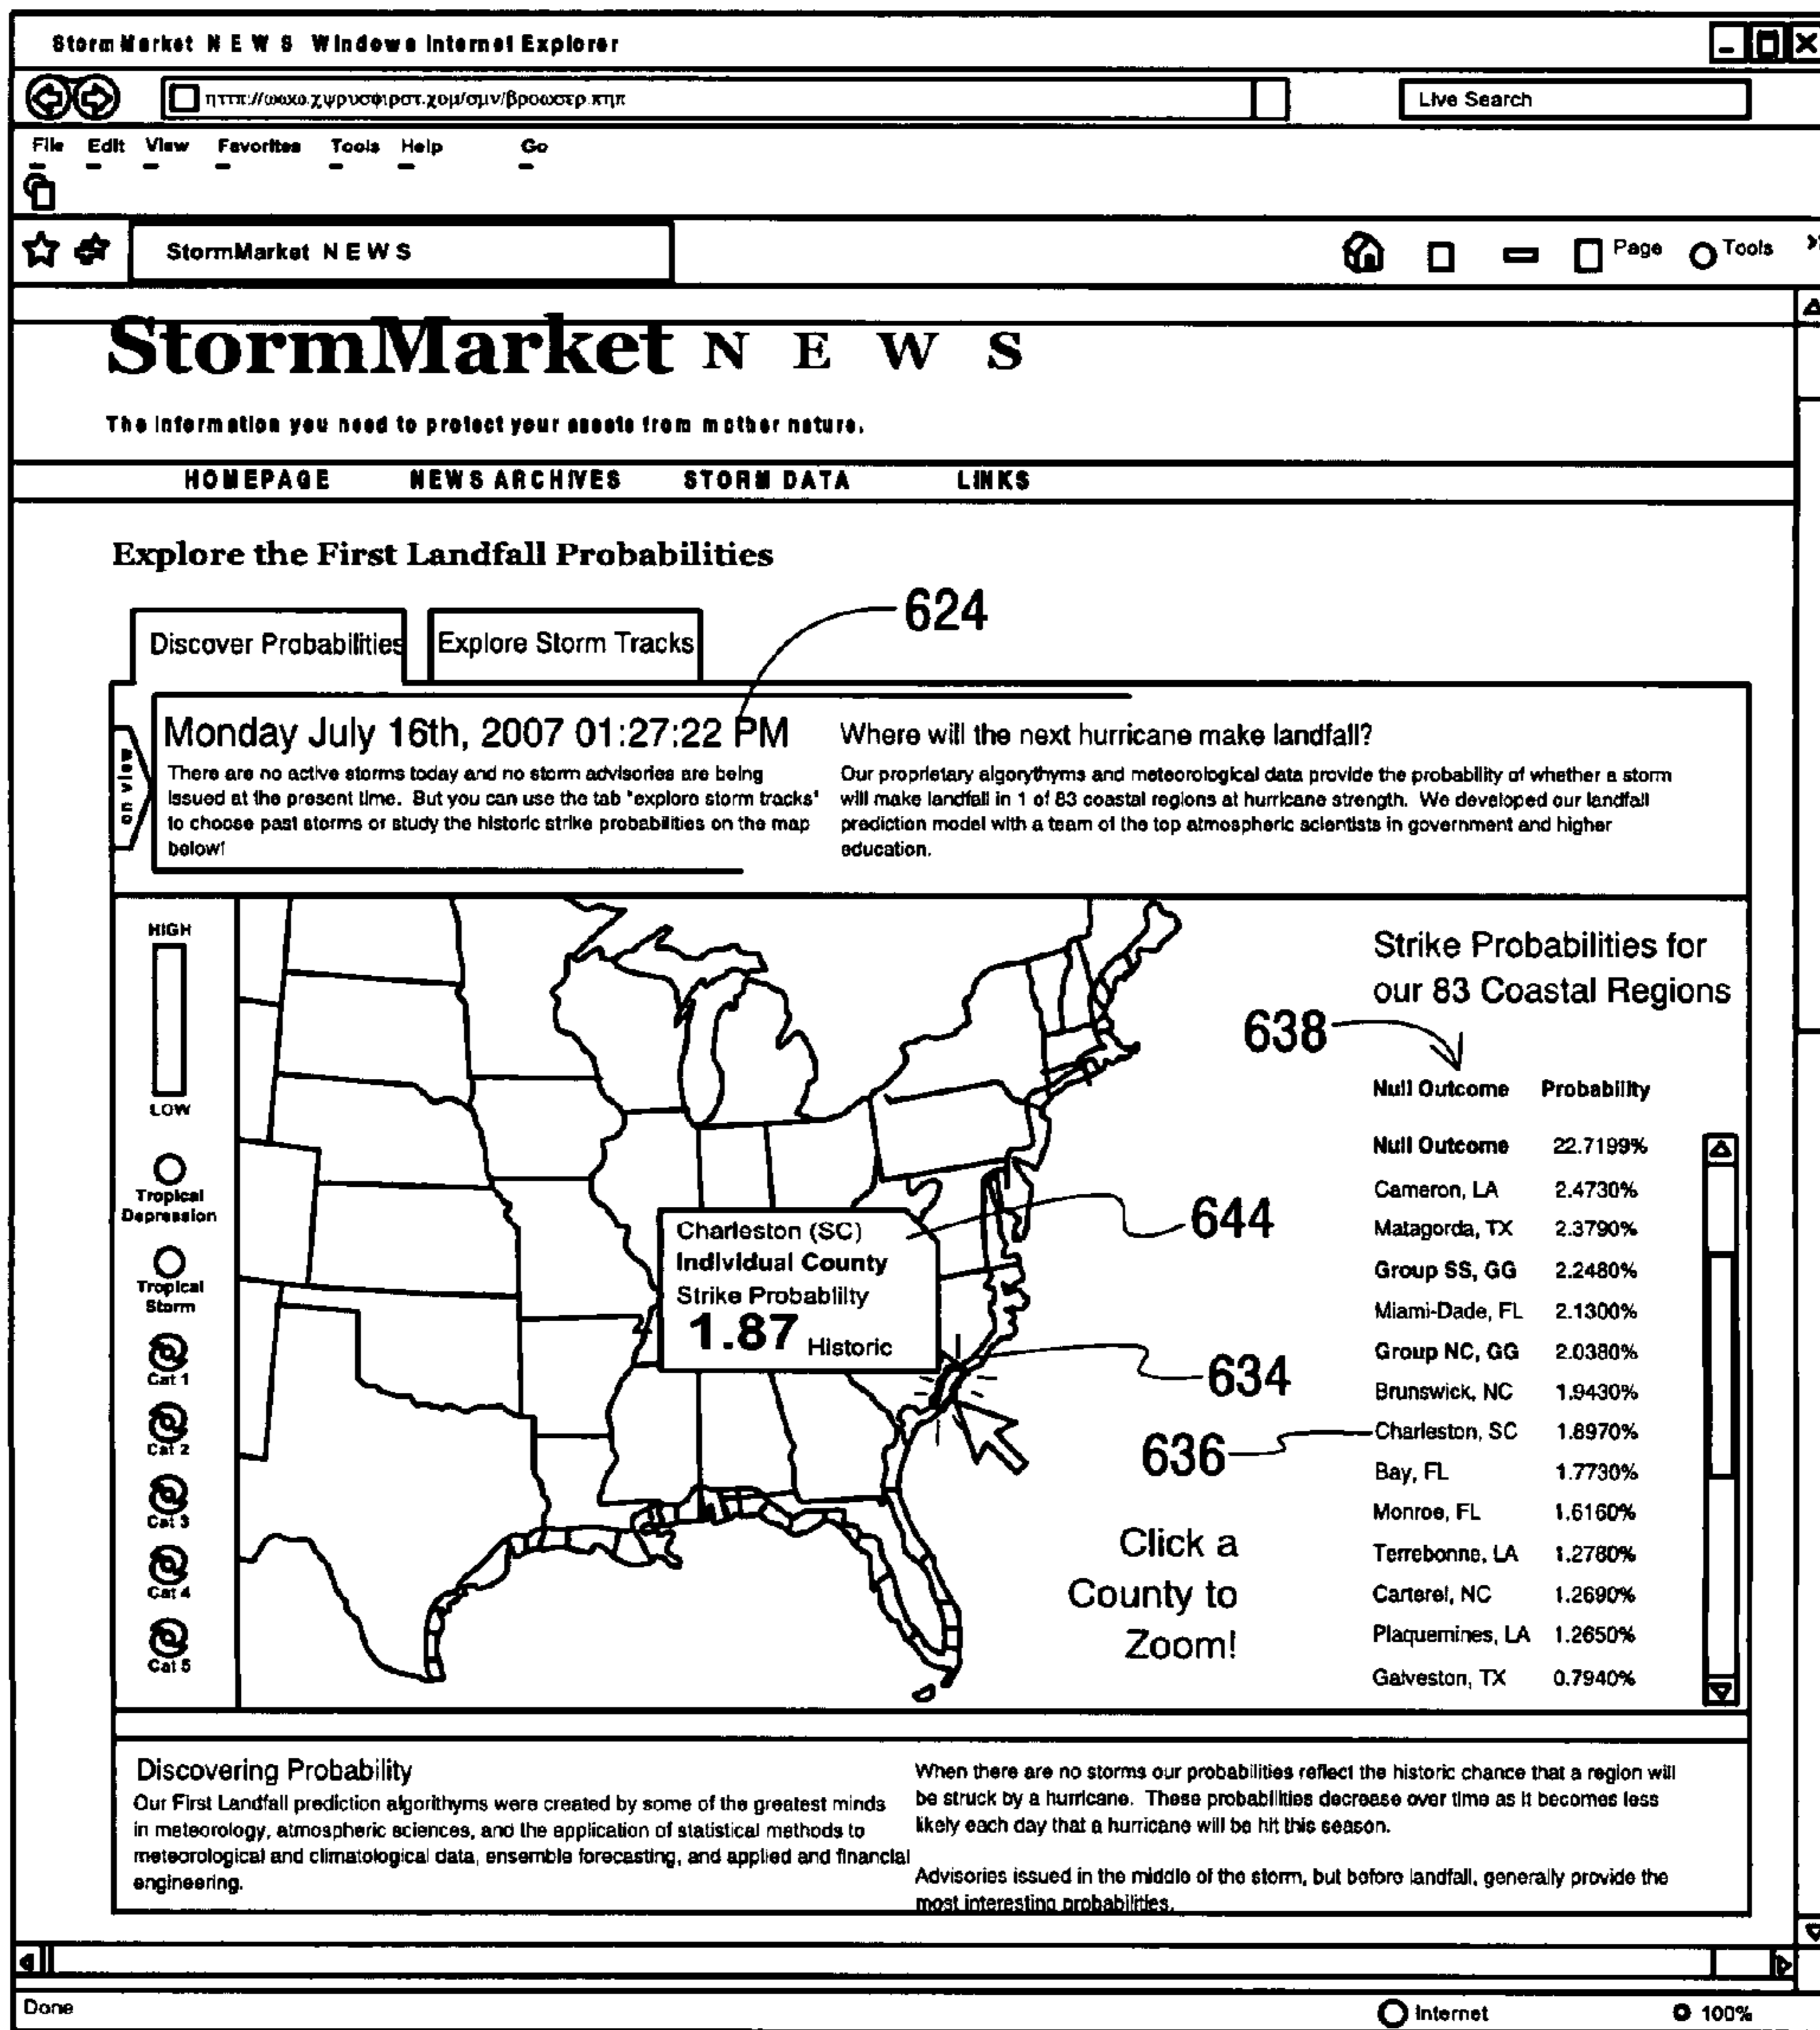 StormMarket N E W S Windows Internet Explorer
ηττπ://ωωω.χψρυσφιρστ.χομ/σμν/βροωσερ.πηπ
Live Search
File Edit View Favorites Tools Help Go
StormMarket N E W S
Page Tools
StormMarket N E W S
The information you need to protect your assets from mother nature.
HOMEPAGE NEWS ARCHIVES STORM DATA LINKS
Explore the First Landfall Probabilities
624
Discover Probabilities Explore Storm Tracks
on view
Monday July 16th, 2007 01:27:22 PM
There are no active storms today and no storm advisories are being
issued at the present time. But you can use the tab "explore storm tracks"
to choose past storms or study the historic strike probabilities on the map
below!
Where will the next hurricane make landfall?
Our proprietary algorythyms and meteorological data provide the probability of whether a storm
will make landfall in 1 of 83 coastal regions at hurricane strength. We developed our landfall
prediction model with a team of the top atmospheric scientists in government and higher
education.
HIGH
LOW
Tropical
Depression
Tropical
Storm
Cat 1
Cat 2
Cat 3
Cat 4
Cat 5
Charleston (SC)
Individual County
Strike Probability
1.87 Historic
644
634
636
638
Click a
County to
Zoom!
Strike Probabilities for
our 83 Coastal Regions
Null Outcome Probability
Null Outcome 22.7199%
Cameron, LA 2.4730%
Matagorda, TX 2.3790%
Group SS, GG 2.2480%
Miami-Dade, FL 2.1300%
Group NC, GG 2.0380%
Brunswick, NC 1.9430%
Charleston, SC 1.8970%
Bay, FL 1.7730%
Monroe, FL 1.6160%
Terrebonne, LA 1.2780%
Carterel, NC 1.2690%
Plaquemines, LA 1.2650%
Galveston, TX 0.7940%
Discovering Probability
Our First Landfall prediction algorithyms were created by some of the greatest minds
in meteorology, atmospheric sciences, and the application of statistical methods to
meteorological and climatological data, ensemble forecasting, and applied and financial
engineering.
When there are no storms our probabilities reflect the historic chance that a region will
be struck by a hurricane. These probabilities decrease over time as it becomes less
likely each day that a hurricane will be hit this season.
Advisories issued in the middle of the storm, but before landfall, generally provide the
most interesting probabilities.
Done
Internet 100%